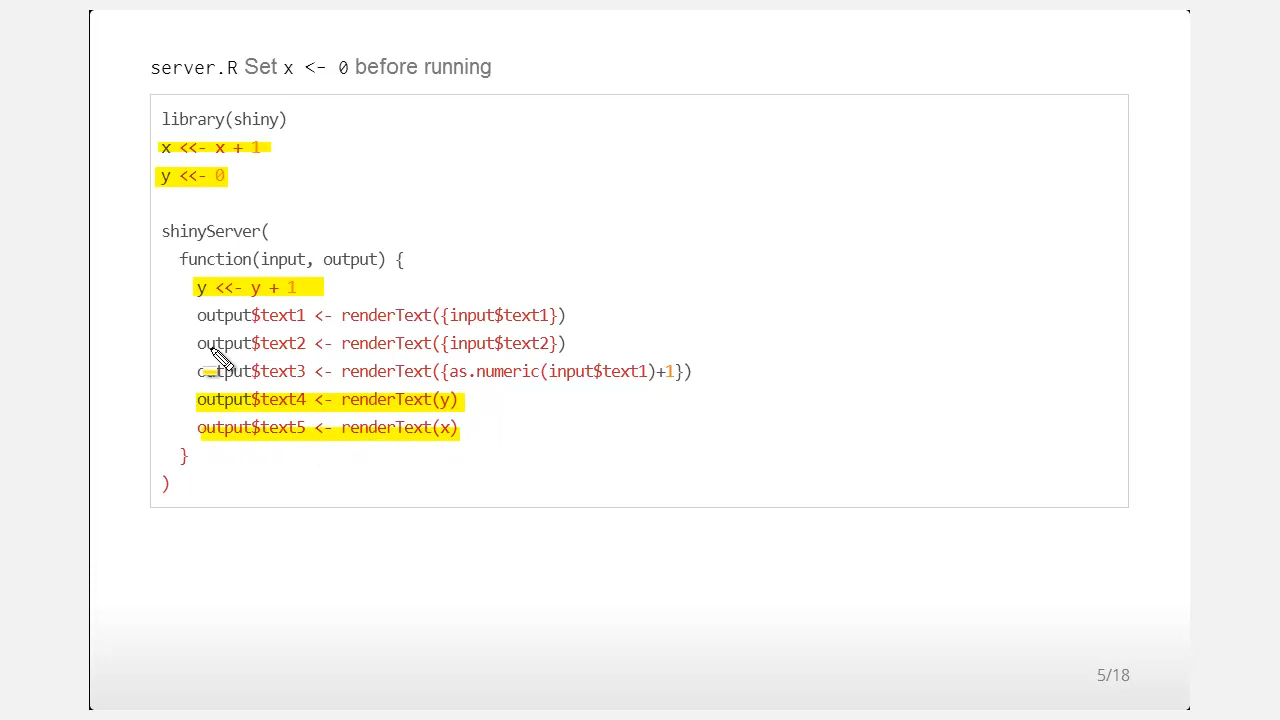 server.R Set x <- 0 before running
library(shiny)
x <<- x + 1
y <<- 0
shinyServer(
function(input, output) {
y <<- y + 1
output$text1 <- renderText({input$text1})
output$text2 <- renderText({input$text2})
output$text3 <- renderText({as.numeric(input$text1)+1})
output$text4 <- renderText(y)
output$text5 <- renderText(x)
}
)
5/18